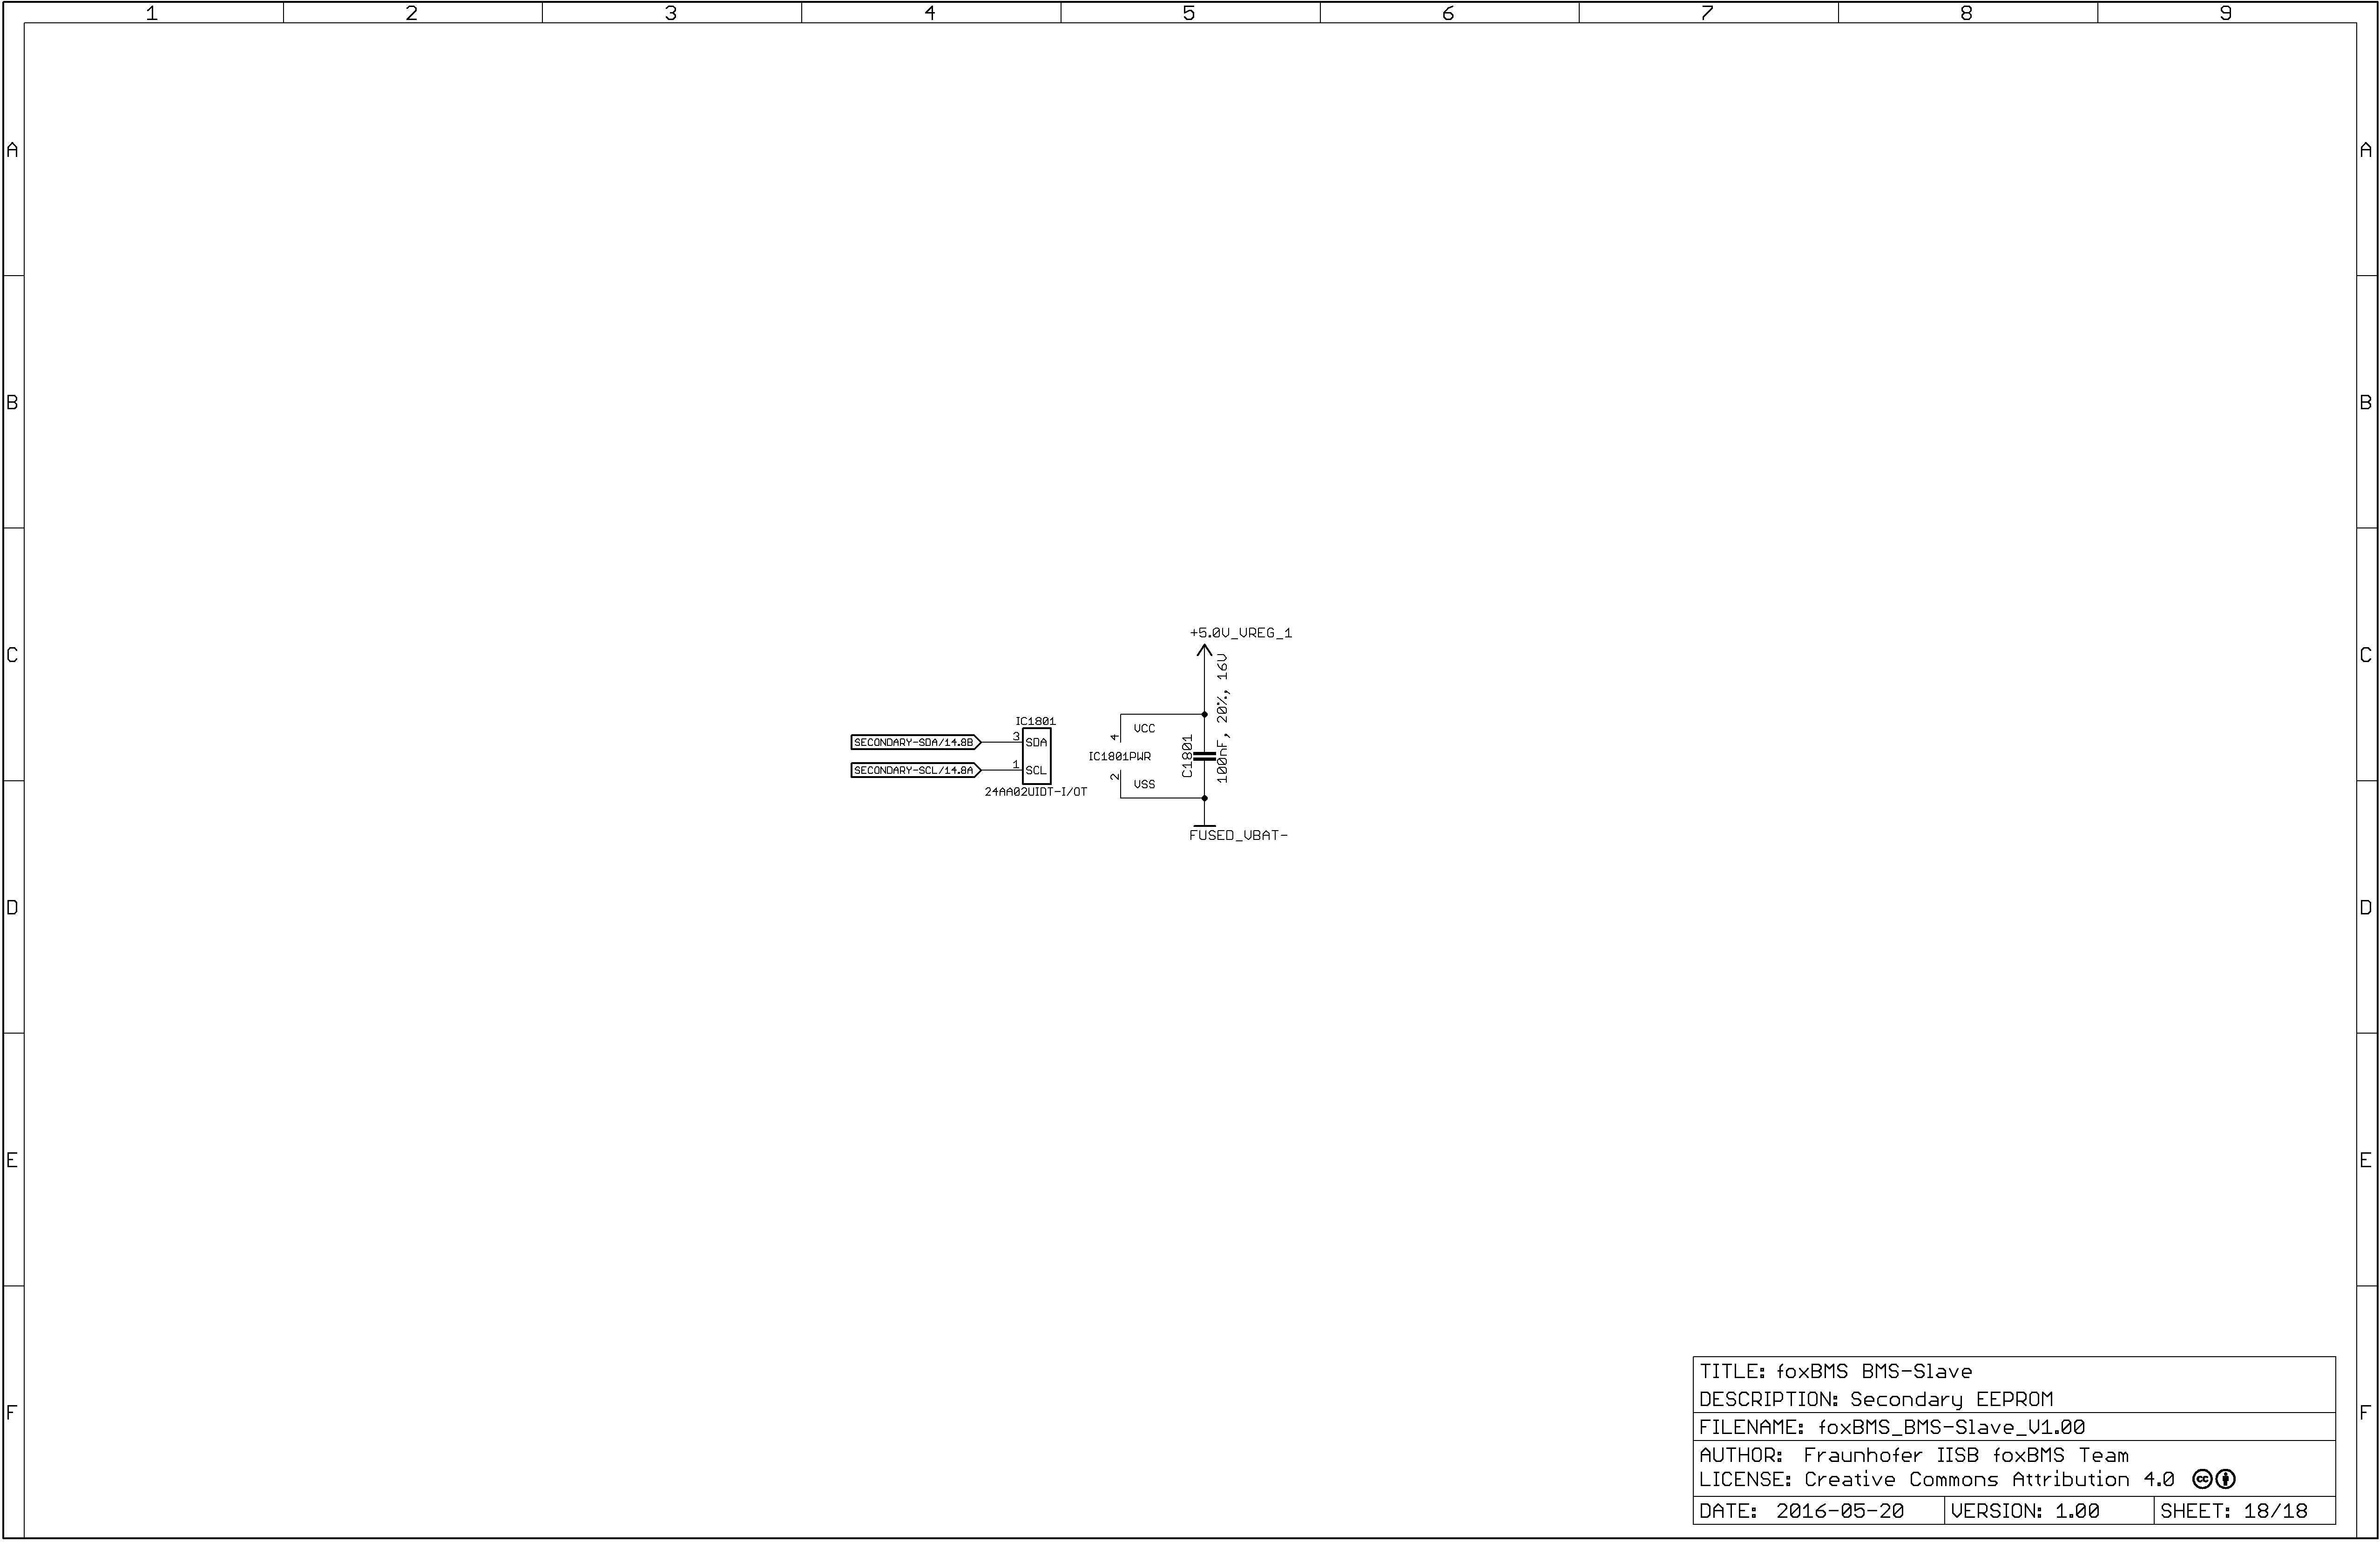 1 2 3 4 5 6 7 8 9
A A
B B
C C
D D
E E
F F
+5.0V_VREG_1
100nF, 20%, 16V
C1801
IC1801
SECONDARY-SDA/14.8B 3 SDA
SECONDARY-SCL/14.8A 1 SCL
24AA02UIDT-I/OT
4 VCC
IC1801PWR
2 VSS
FUSED_VBAT-
TITLE: foxBMS BMS-Slave
DESCRIPTION: Secondary EEPROM
FILENAME: foxBMS_BMS-Slave_V1.00
AUTHOR: Fraunhofer IISB foxBMS Team
LICENSE: Creative Commons Attribution 4.0 cc
DATE: 2016-05-20 VERSION: 1.00 SHEET: 18/18